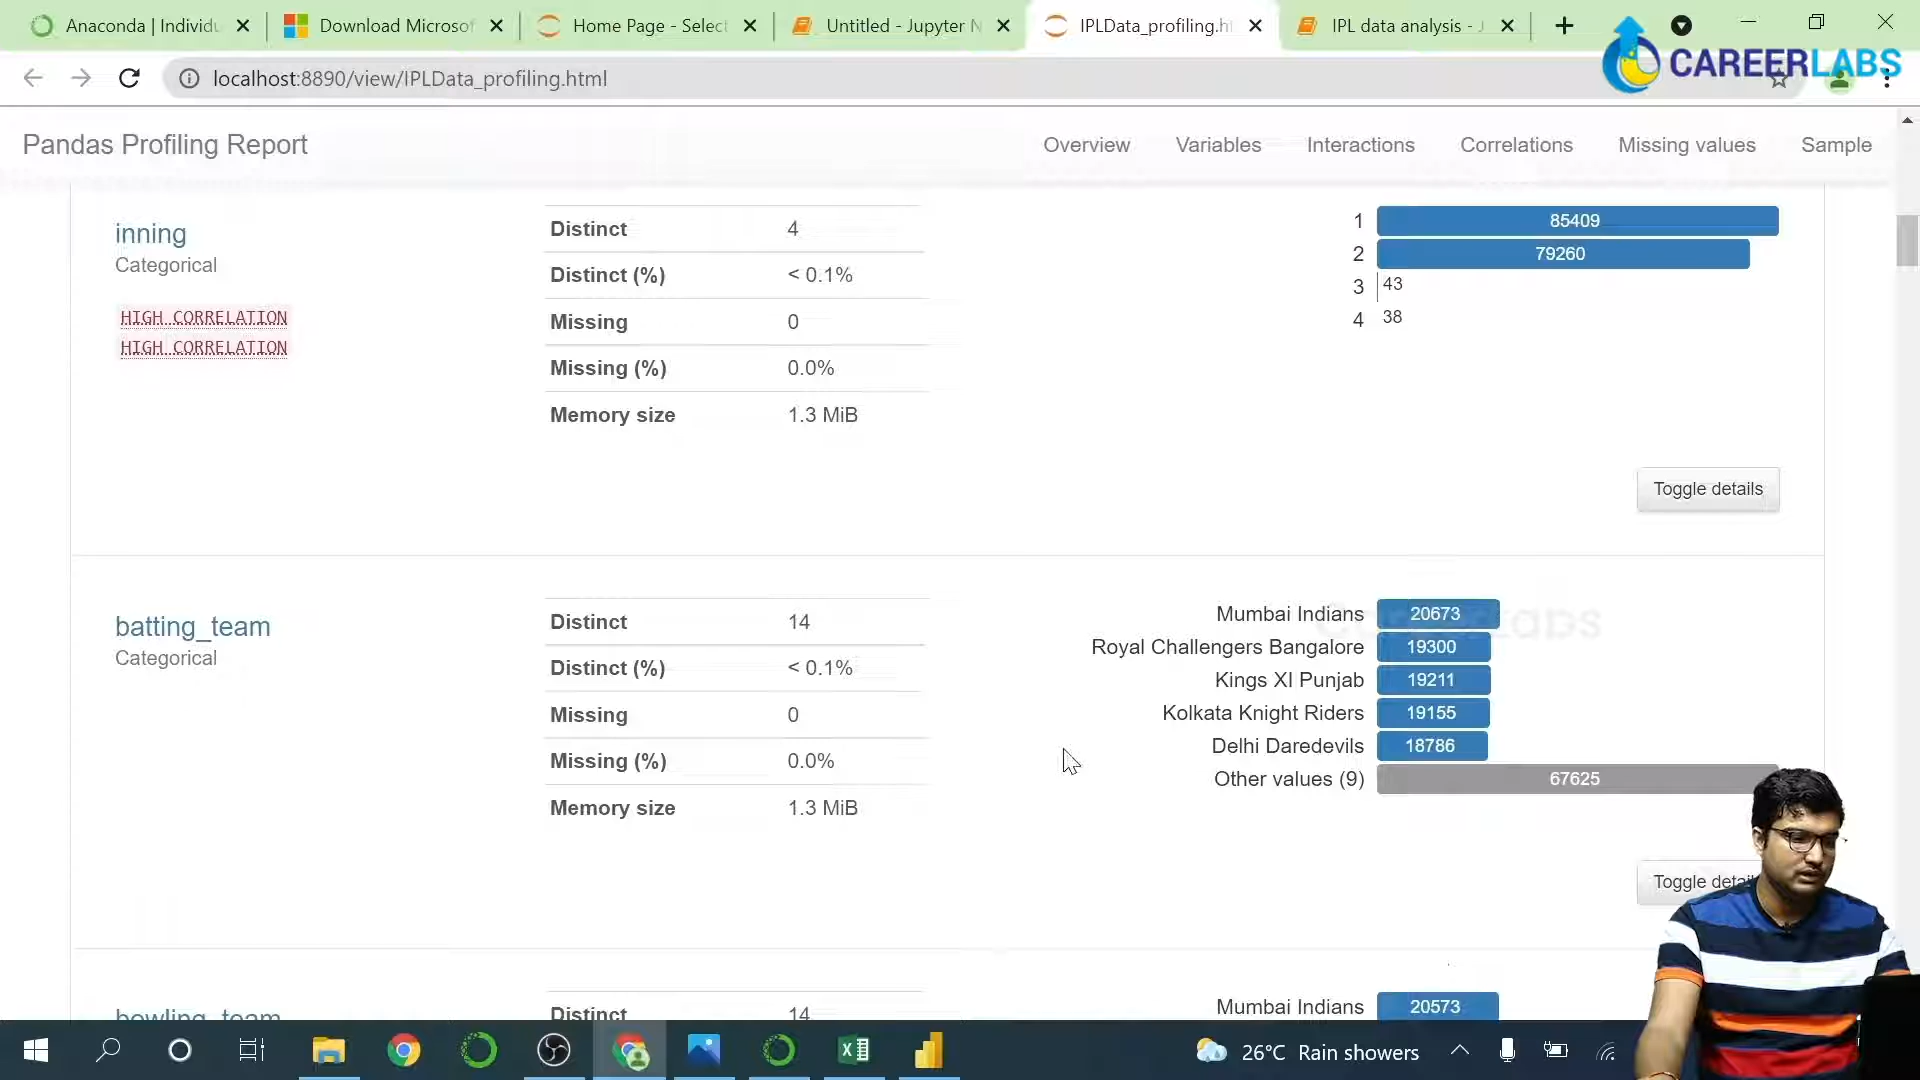 Anaconda | Individu
Download Microsof
Home Page - Select
Untitled - Jupyter N
IPLData_profiling.ht
IPL data analysis - J
CAREERLABS
localhost:8890/view/IPLData_profiling.html
Pandas Profiling Report
Overview
Variables
Interactions
Correlations
Missing values
Sample
inning
Categorical
HIGH CORRELATION
HIGH CORRELATION
Distinct 4
Distinct (%) < 0.1%
Missing 0
Missing (%) 0.0%
Memory size 1.3 MiB
1 85409
2 79260
3 43
4 38
Toggle details
batting_team
Categorical
Distinct 14
Distinct (%) < 0.1%
Missing 0
Missing (%) 0.0%
Memory size 1.3 MiB
Mumbai Indians 20673
Royal Challengers Bangalore 19300
Kings XI Punjab 19211
Kolkata Knight Riders 19155
Delhi Daredevils 18786
Other values (9) 67625
Toggle detai
bowling_team
Distinct 14
Mumbai Indians 20573
26°C Rain showers